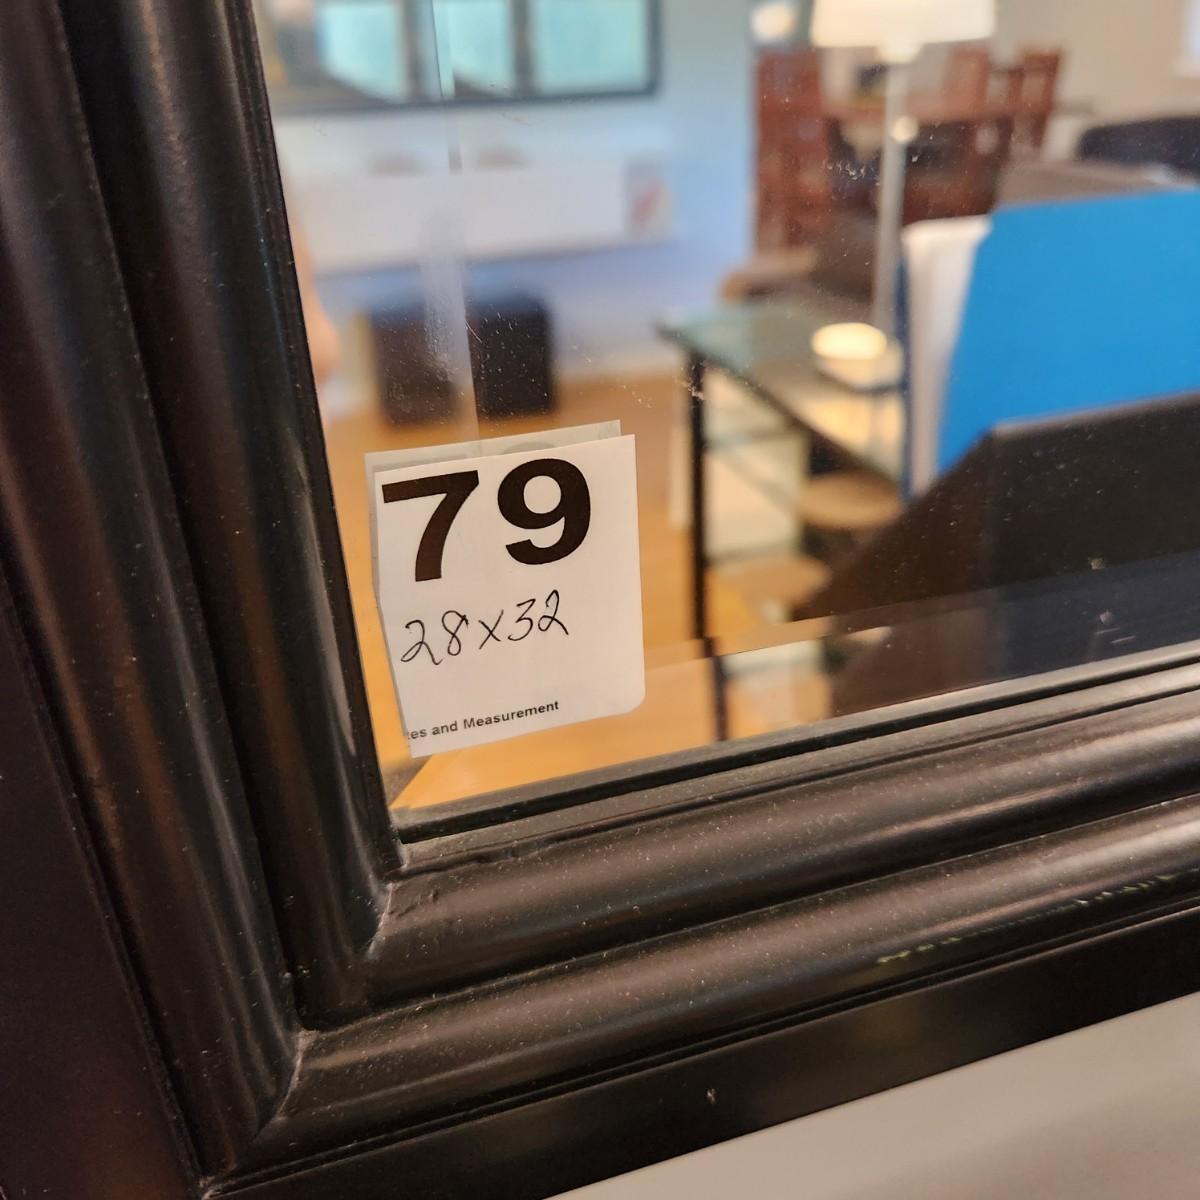 79
28x32
tes and Measurement